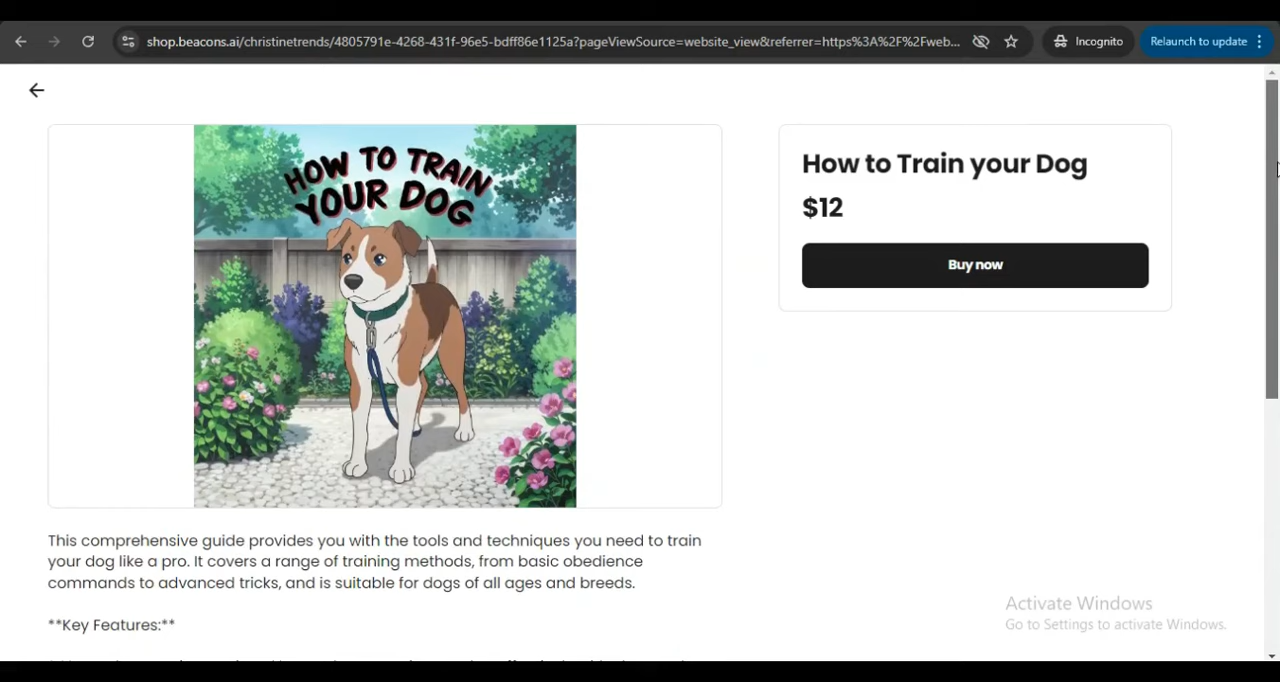 shop.beacons.ai/christinetrends/4805791e-4268-431f-96e5-bdff86e1125a?pageViewSource=website_view&referrer=https%3A%2F%2Fweb...
Incognito
Relaunch to update
HOW TO TRAIN
YOUR DOG
How to Train your Dog
$12
Buy now
This comprehensive guide provides you with the tools and techniques you need to train
your dog like a pro. It covers a range of training methods, from basic obedience
commands to advanced tricks, and is suitable for dogs of all ages and breeds.
**Key Features:**
Activate Windows
Go to Settings to activate Windows.